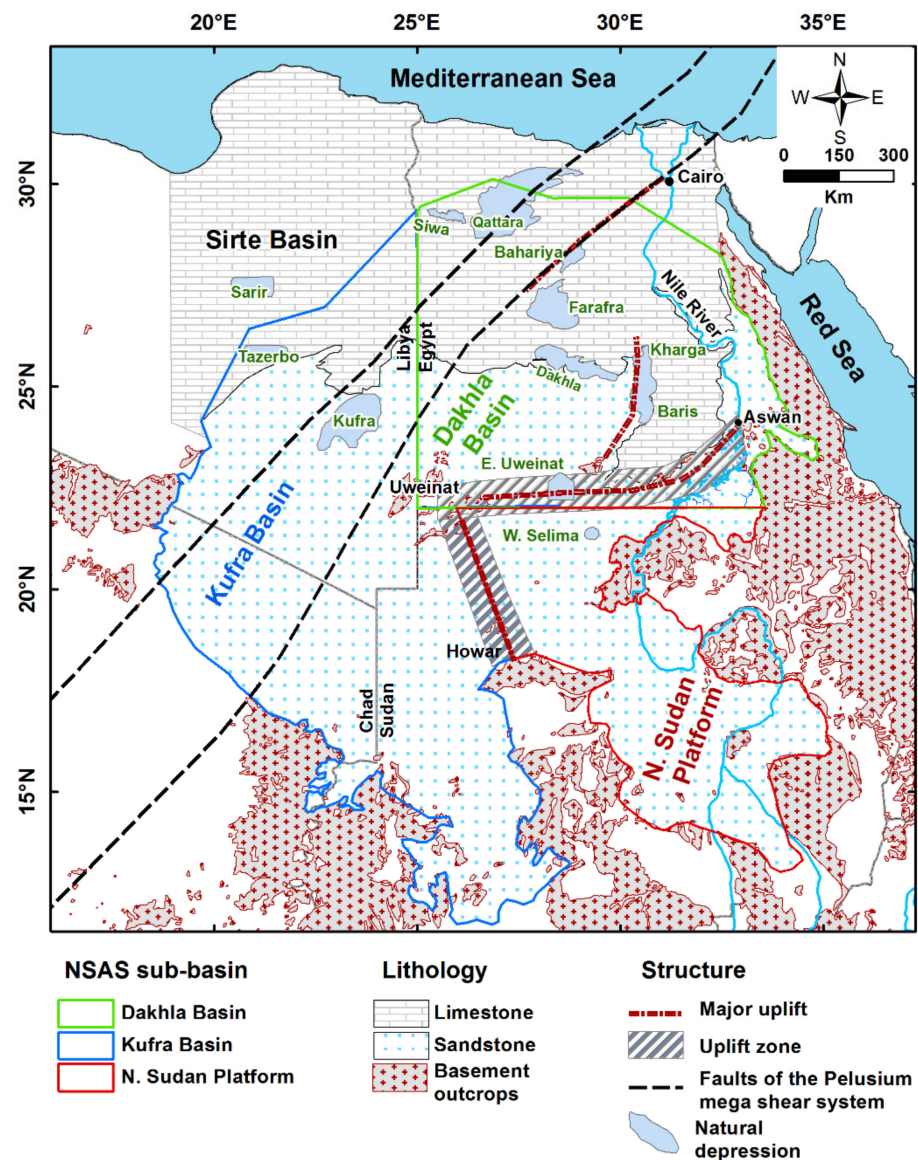 20°E
25°E
30°E
35°E
Mediterranean Sea
N
W
E
S
0
150
300
Km
30°N
Cairo
Siwa
Qattara
Sirte Basin
Bahariya
Sarir
Farafra
Nile River
Red Sea
Libya
Egypt
Tazerbo
Kharga
Dakhla
25°N
Kufra
Dakhla
Basin
Baris
Aswan
E. Uweinat
Uweinat
Kufra Basin
W. Selima
20°N
Howar
Chad
Sudan
N. Sudan
Platform
15°N
NSAS sub-basin
Dakhla Basin
Kufra Basin
N. Sudan Platform
Lithology
Limestone
Sandstone
Basement
outcrops
Structure
Major uplift
Uplift zone
Faults of the Pelusium
mega shear system
Natural
depression